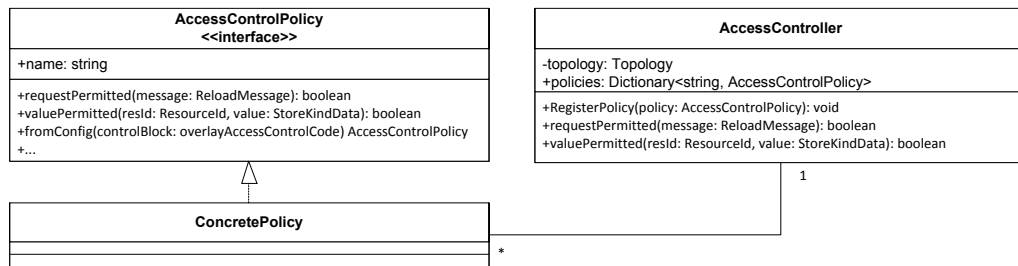 AccessControlPolicy
<<interface>>
+name: string
+requestPermitted(message: ReloadMessage): boolean
+valuePermitted(resId: ResourceId, value: StoreKindData): boolean
+fromConfig(controlBlock: overlayAccessControlCode) AccessControlPolicy
+...
AccessController
-topology: Topology
+policies: Dictionary<string, AccessControlPolicy>
+RegisterPolicy(policy: AccessControlPolicy): void
+requestPermitted(message: ReloadMessage): boolean
+valuePermitted(resId: ResourceId, value: StoreKindData): boolean
1
ConcretePolicy
*